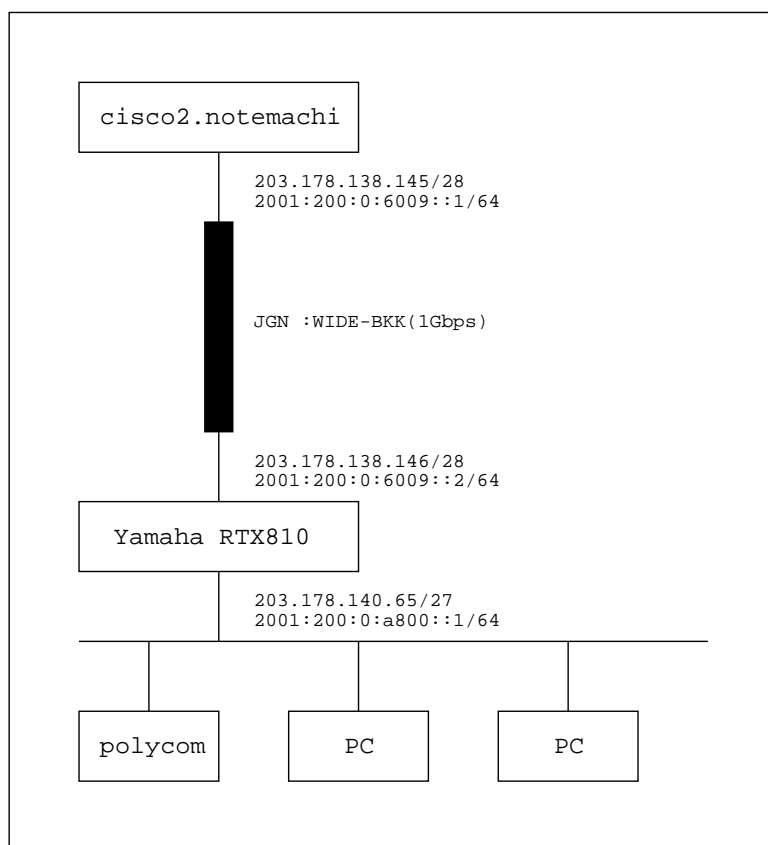 cisco2.notemachi
203.178.138.145/28
2001:200:0:6009::1/64
JGN :WIDE-BKK(1Gbps)
203.178.138.146/28
2001:200:0:6009::2/64
Yamaha RTX810
203.178.140.65/27
2001:200:0:a800::1/64
polycom
PC
PC